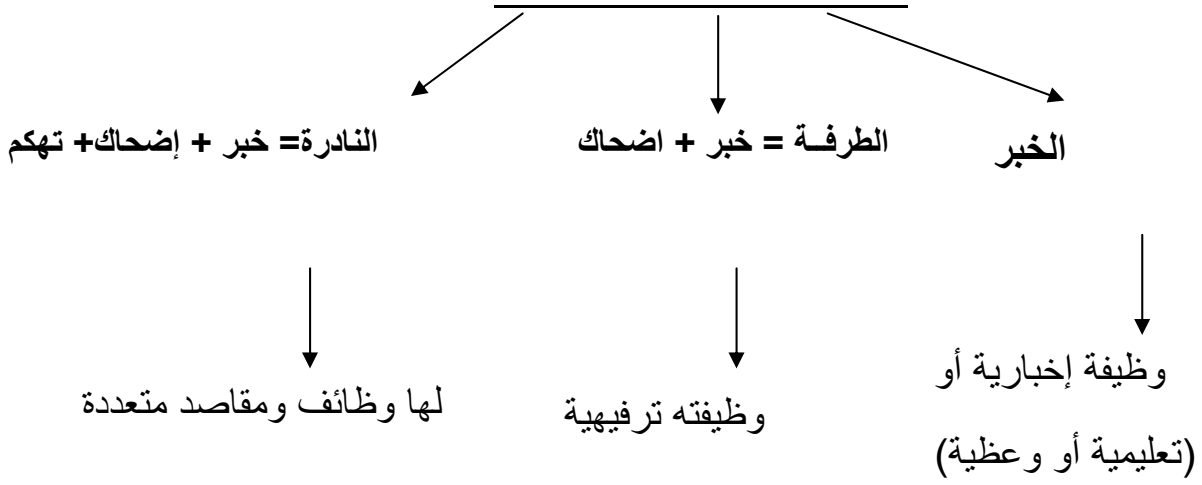 الخبر
الطرفــة = خبر + اضحاك
النادرة= خبر + إضحاك+ تهكم
وظيفة إخبارية أو
(تعليمية أو وعظية)
وظيفته ترفيهية
لها وظائف ومقاصد متعددة